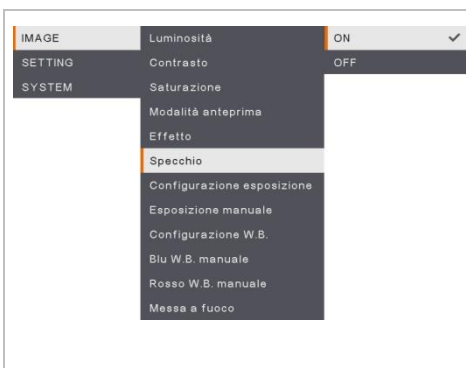 IMAGE
SETTING
SYSTEM
Luminosità
Contrasto
Saturazione
Modalità anteprima
Effetto
Specchio
Configurazione esposizione
Esposizione manuale
Configurazione W.B.
Blu W.B. manuale
Rosso W.B. manuale
Messa a fuoco
ON
OFF